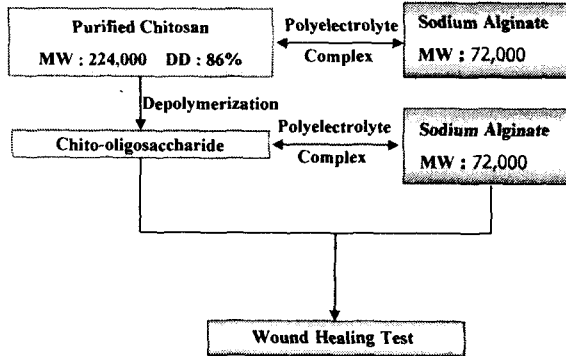 Purified Chitosan
MW : 224,000 DD : 86%
Polyelectrolyte
Complex
Sodium Alginate
MW : 72,000
Depolymerization
Chito-oligosaccharide
Polyelectrolyte
Complex
Sodium Alginate
MW : 72,000
Wound Healing Test